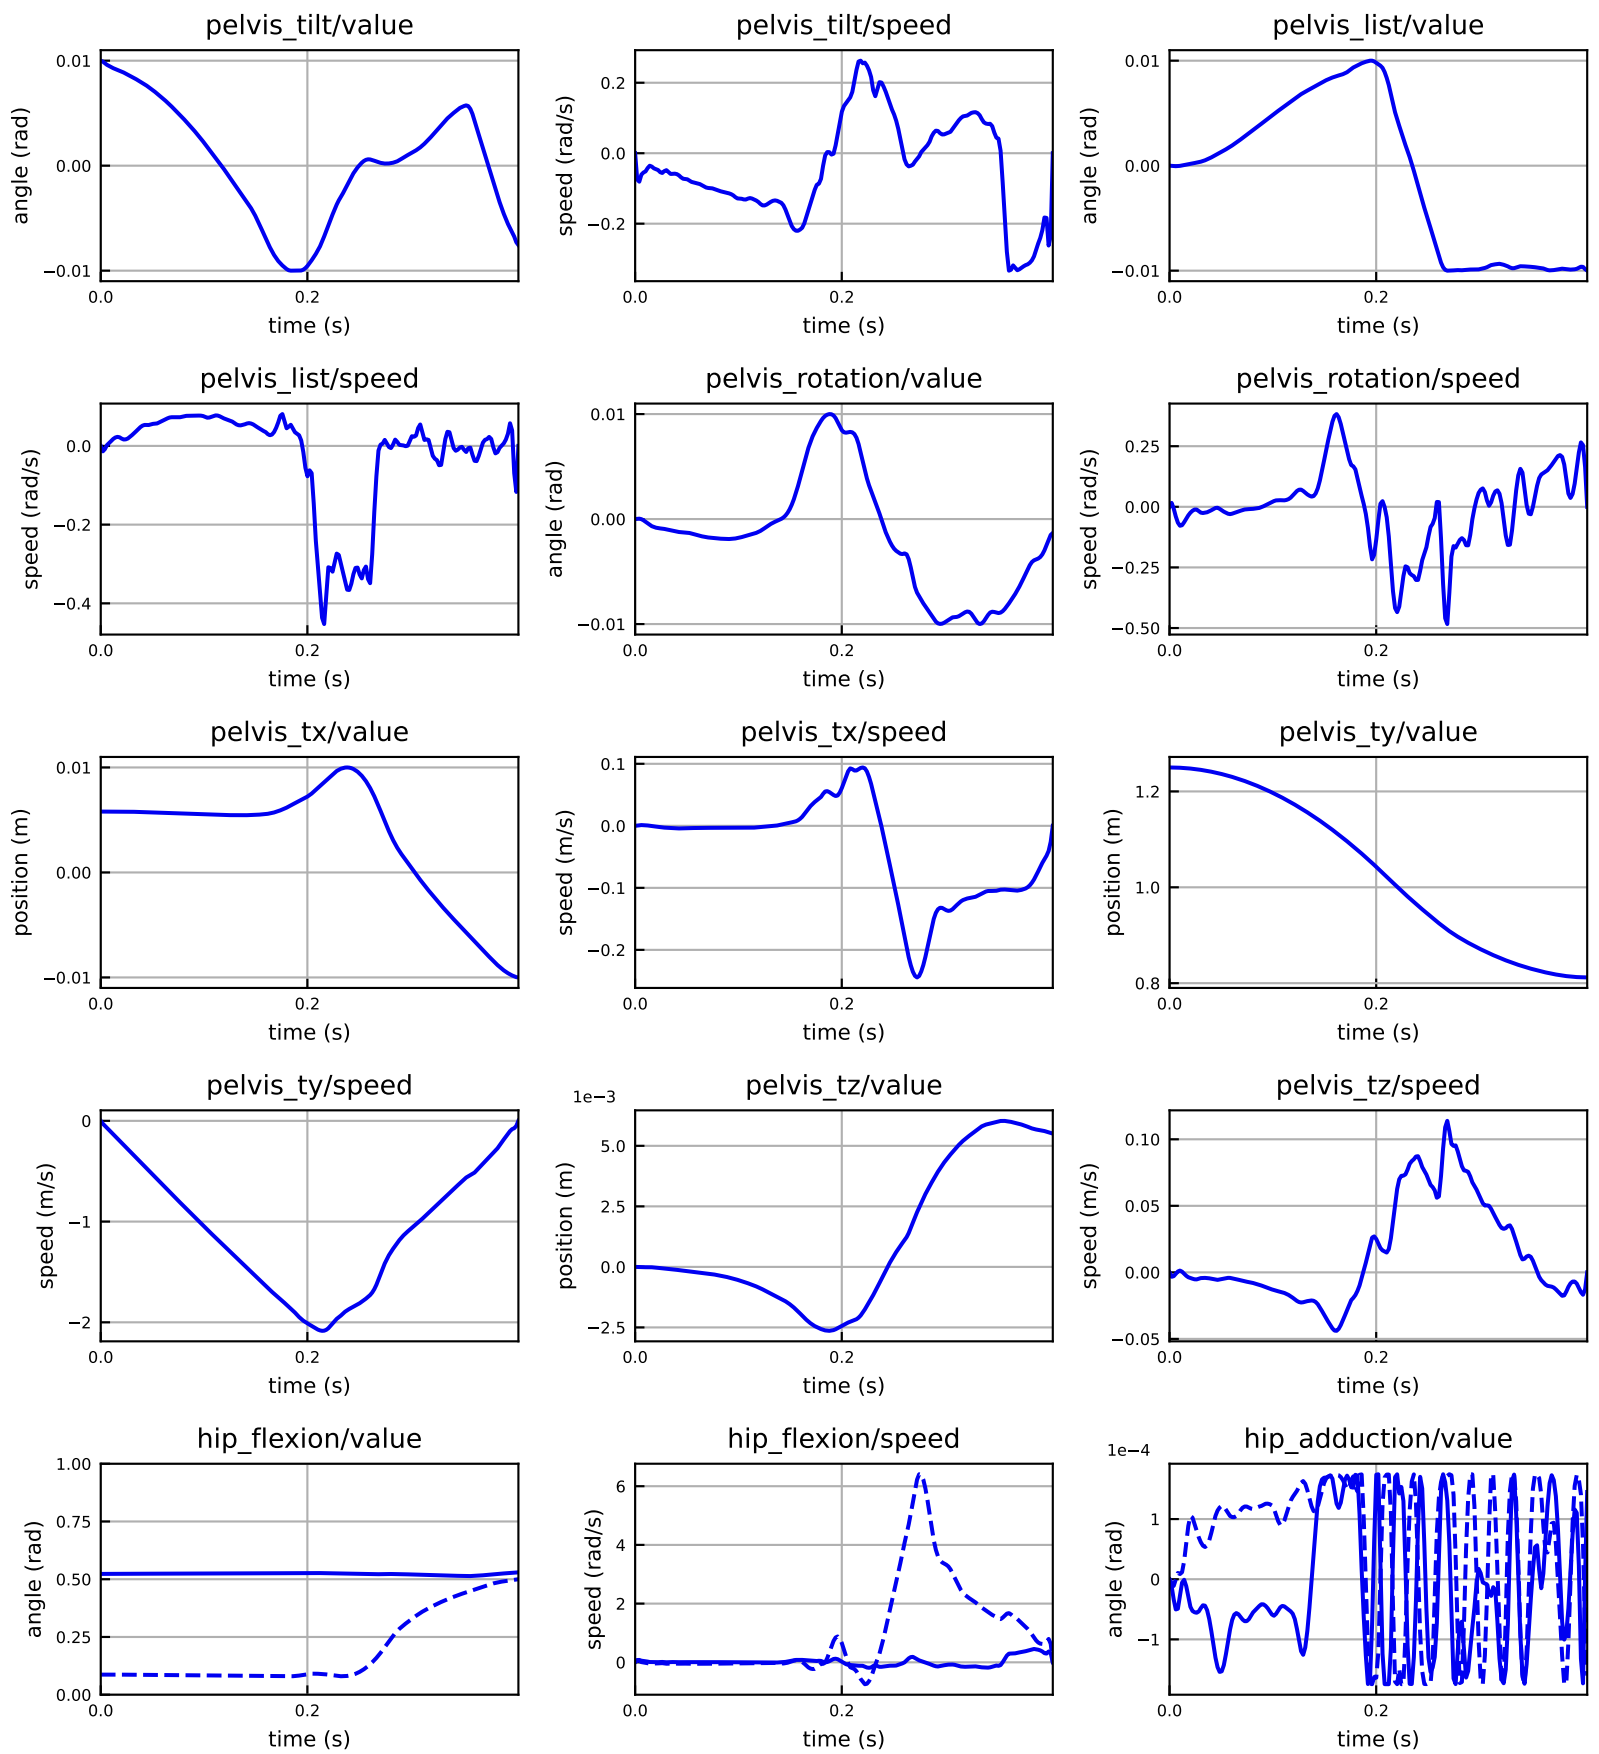 pelvis_tilt/value
pelvis_tilt/speed
pelvis_list/value
0.01
0.00
−0.01
angle (rad)
0.0
0.2
time (s)
0.2
0.0
−0.2
speed (rad/s)
0.0
0.2
time (s)
0.01
0.00
−0.01
angle (rad)
0.0
0.2
time (s)
pelvis_list/speed
pelvis_rotation/value
pelvis_rotation/speed
0.0
−0.2
−0.4
speed (rad/s)
0.0
0.2
time (s)
0.01
0.00
−0.01
angle (rad)
0.0
0.2
time (s)
0.25
0.00
−0.25
−0.50
speed (rad/s)
0.0
0.2
time (s)
pelvis_tx/value
pelvis_tx/speed
pelvis_ty/value
0.01
0.00
−0.01
position (m)
0.0
0.2
time (s)
0.1
0.0
−0.1
−0.2
speed (m/s)
0.0
0.2
time (s)
1.2
1.0
0.8
position (m)
0.0
0.2
time (s)
pelvis_ty/speed
pelvis_tz/value
pelvis_tz/speed
0
−1
−2
speed (m/s)
0.0
0.2
time (s)
1e−3
5.0
2.5
0.0
−2.5
position (m)
0.0
0.2
time (s)
0.10
0.05
0.00
−0.05
speed (m/s)
0.0
0.2
time (s)
hip_flexion/value
hip_flexion/speed
hip_adduction/value
1.00
0.75
0.50
0.25
0.00
angle (rad)
0.0
0.2
time (s)
6
4
2
0
speed (rad/s)
0.0
0.2
time (s)
1e−4
1
0
−1
angle (rad)
0.0
0.2
time (s)